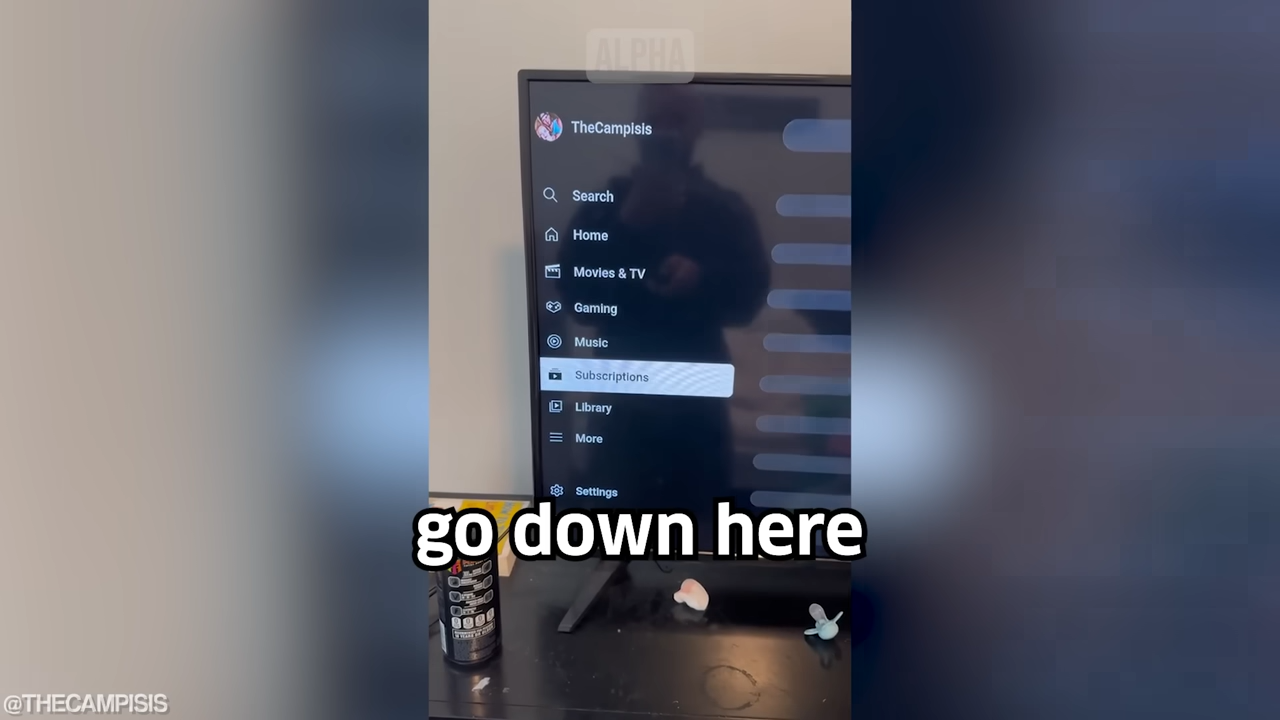 ALPHA
TheCampisis
Search
Home
Movies & TV
Gaming
Music
Subscriptions
Library
More
Settings
go down here
@THECAMPISIS